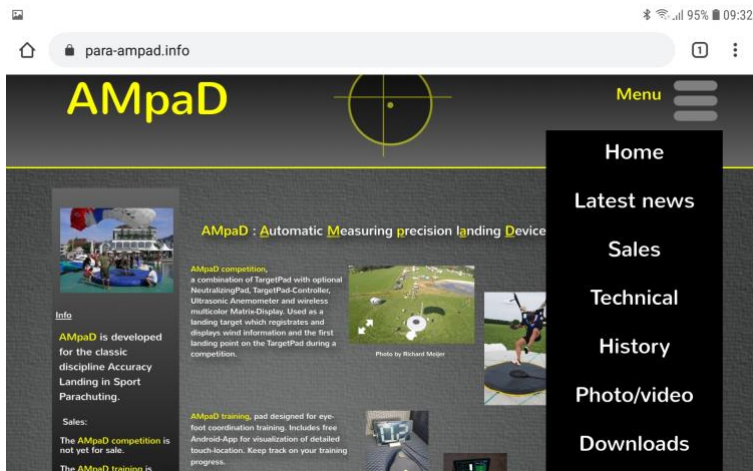 95% 09:32
para-ampad.info
1
AMpaD
Menu
Home
Latest news
Sales
Technical
History
Photo/video
Downloads
AMpaD : Automatic Measuring precision landing Device
Info
AMpaD is developed
for the classic
discipline Accuracy
Landing in Sport
Parachuting.
Sales:
The AMpaD competition is
not yet for sale.
The AMpaD training is
AMpaD competition,
a combination of TargetPad with optional
NeutralizingPad, TargetPad-Controller,
Ultrasonic Anemometer and wireless
multicolor Matrix-Display. Used as a
landing target which registrates and
displays wind information and the first
landing point on the TargetPad during a
competition.
Photo by Richard Meijer
AMpaD training, pad designed for eye-
foot coordination training. Includes free
Android-App for visualization of detailed
touch-location. Keep track on your training
progress.